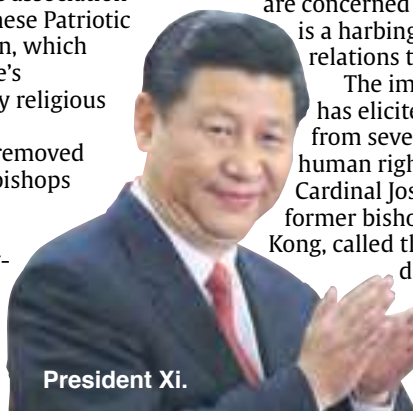 association
nese Patriotic
n, which
e's
y religious
removed
bishops
-
are concerned
is a harbing
relations t
The im
has elicite
from seve
human righ
Cardinal Jos
former bisho
Kong, called th
d
President Xi.